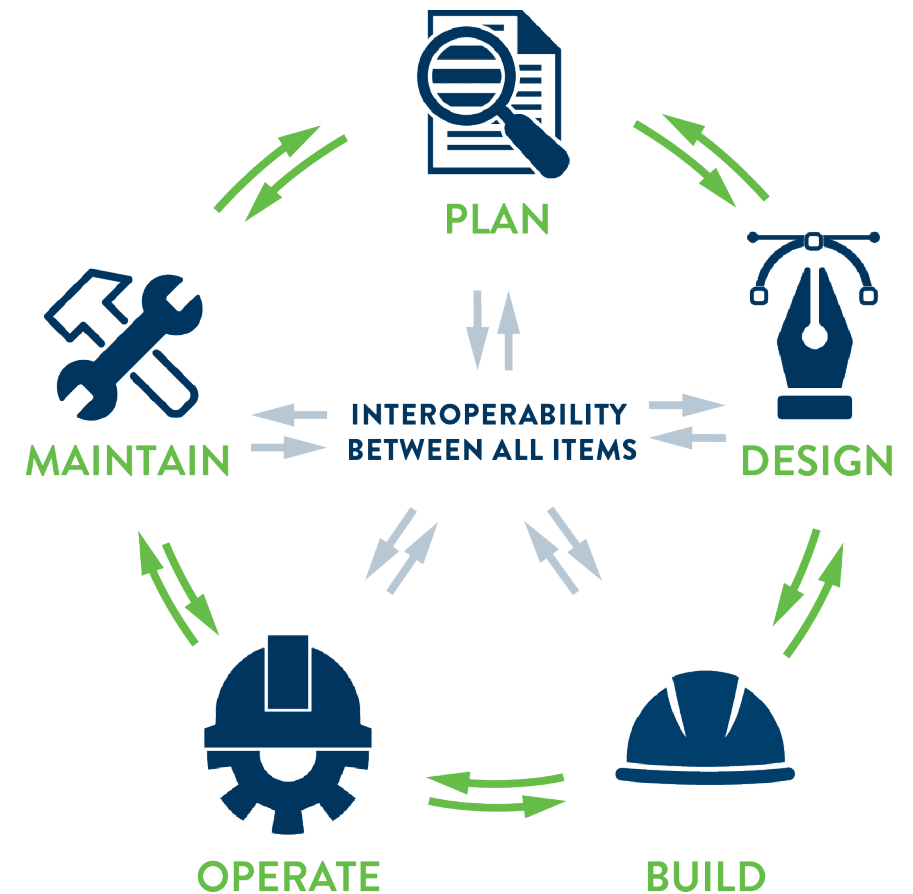 PLAN
INTEROPERABILITY
BETWEEN ALL ITEMS
MAINTAIN
DESIGN
OPERATE
BUILD